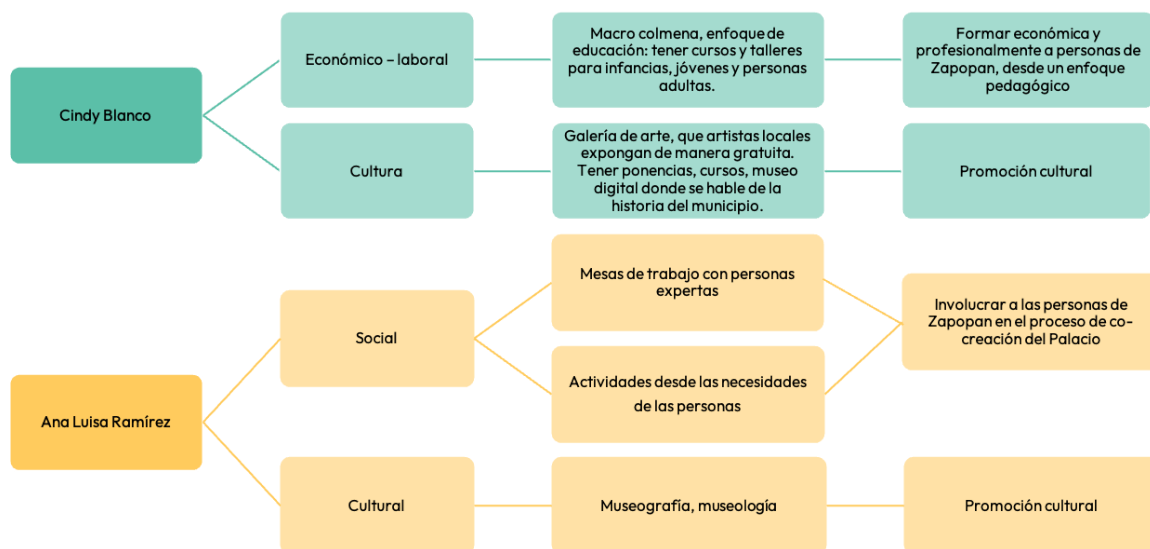 Cindy Blanco
Económico – laboral
Macro colmena, enfoque de
educación: tener cursos y talleres
para infancias, jóvenes y personas
adultas.
Formar económica y
profesionalmente a personas de
Zapopan, desde un enfoque
pedagógico
Cultura
Galería de arte, que artistas locales
expongan de manera gratuita.
Tener ponencias, cursos, museo
digital donde se hable de la
historia del municipio.
Promoción cultural
Ana Luisa Ramírez
Social
Mesas de trabajo con personas
expertas
Actividades desde las necesidades
de las personas
Involucrar a las personas de
Zapopan en el proceso de co-
creación del Palacio
Cultural
Museografía, museología
Promoción cultural